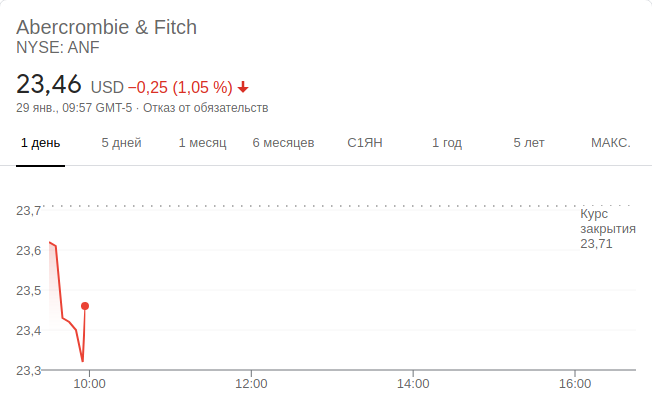 Abercrombie & Fitch
NYSE: ANF
23,46 USD −0,25 (1,05 %)
29 янв., 09:57 GMT-5 · Отказ от обязательств
1 день 5 дней 1 месяц 6 месяцев С1ЯН 1 год 5 лет МАКС.
23,7
Курс
закрытия
23,71
23,6
23,5
23,4
23,3
10:00 12:00 14:00 16:00